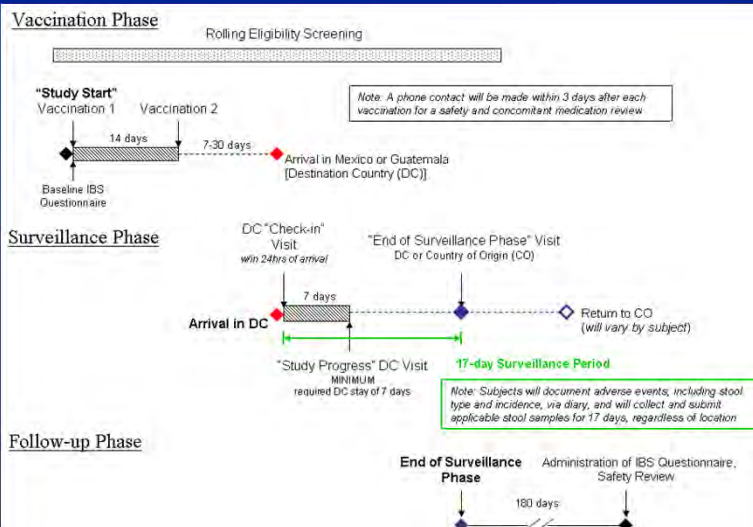 Vaccination Phase
Rolling Eligibility Screening
"Study Start"
Vaccination 1
Vaccination 2
Note: A phone contact will be made within 3 days after each
vaccination for a safety and concomitant medication review
14 days
7-30 days
Arrival in Mexico or Guatemala
[Destination Country (DC)]
Baseline IBS
Questionnaire
Surveillance Phase
DC "Check-in"
Visit
w/in 24hrs of arrival
"End of Surveillance Phase" Visit
DC or Country of Origin (CO)
7 days
Arrival in DC
Return to CO
(will vary by subject)
"Study Progress" DC Visit
MINIMUM
required DC stay of 7 days
17-day Surveillance Period
Note: Subjects will document adverse events, including stool
type and incidence, via diary, and will collect and submit
applicable stool samples for 17 days, regardless of location
Follow-up Phase
End of Surveillance
Phase
Administration of IBS Questionnaire,
Safety Review
180 days